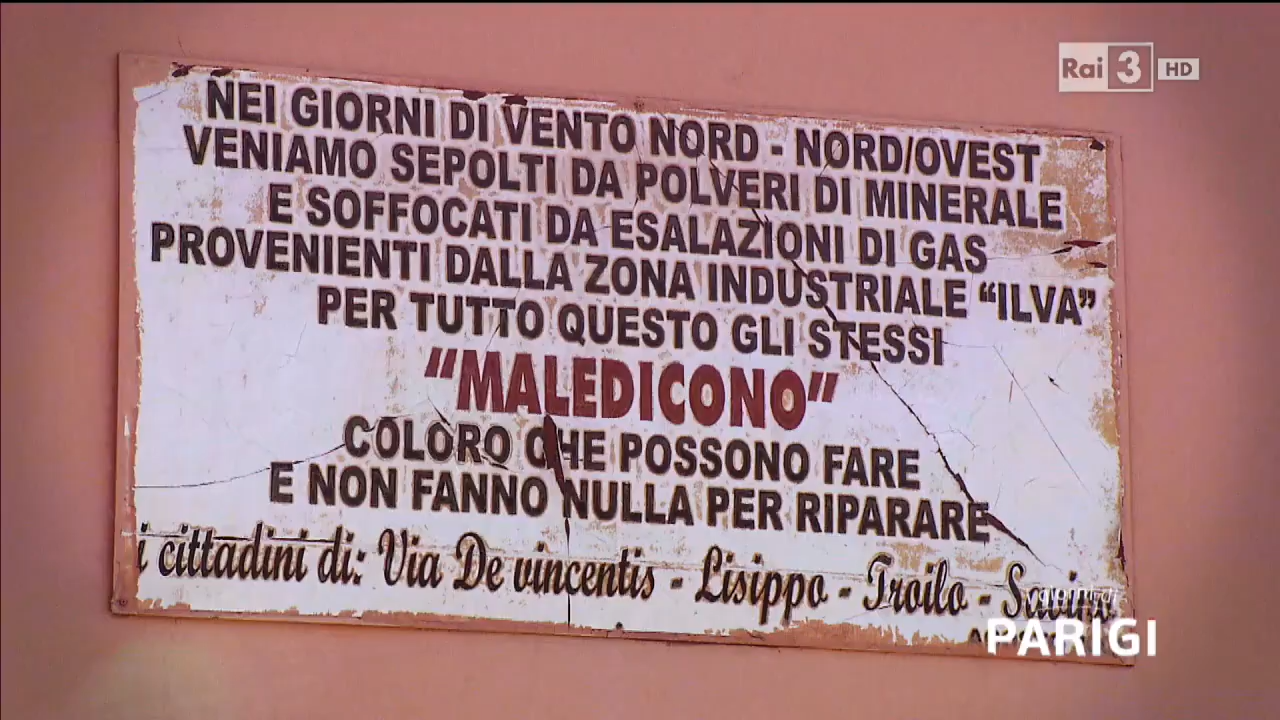 Rai 3 HD
NEI GIORNI DI VENTO NORD - NORD/OVEST
VENIAMO SEPOLTI DA POLVERI DI MINERALE
E SOFFOCATI DA ESALAZIONI DI GAS
PROVENIENTI DALLA ZONA INDUSTRIALE “ILVA”
PER TUTTO QUESTO GLI STESSI
“MALEDICONO”
COLORO CHE POSSONO FARE
E NON FANNO NULLA PER RIPARARE
i cittadini di: Via De vincentis - Lisippo - Troilo -
PARIGI